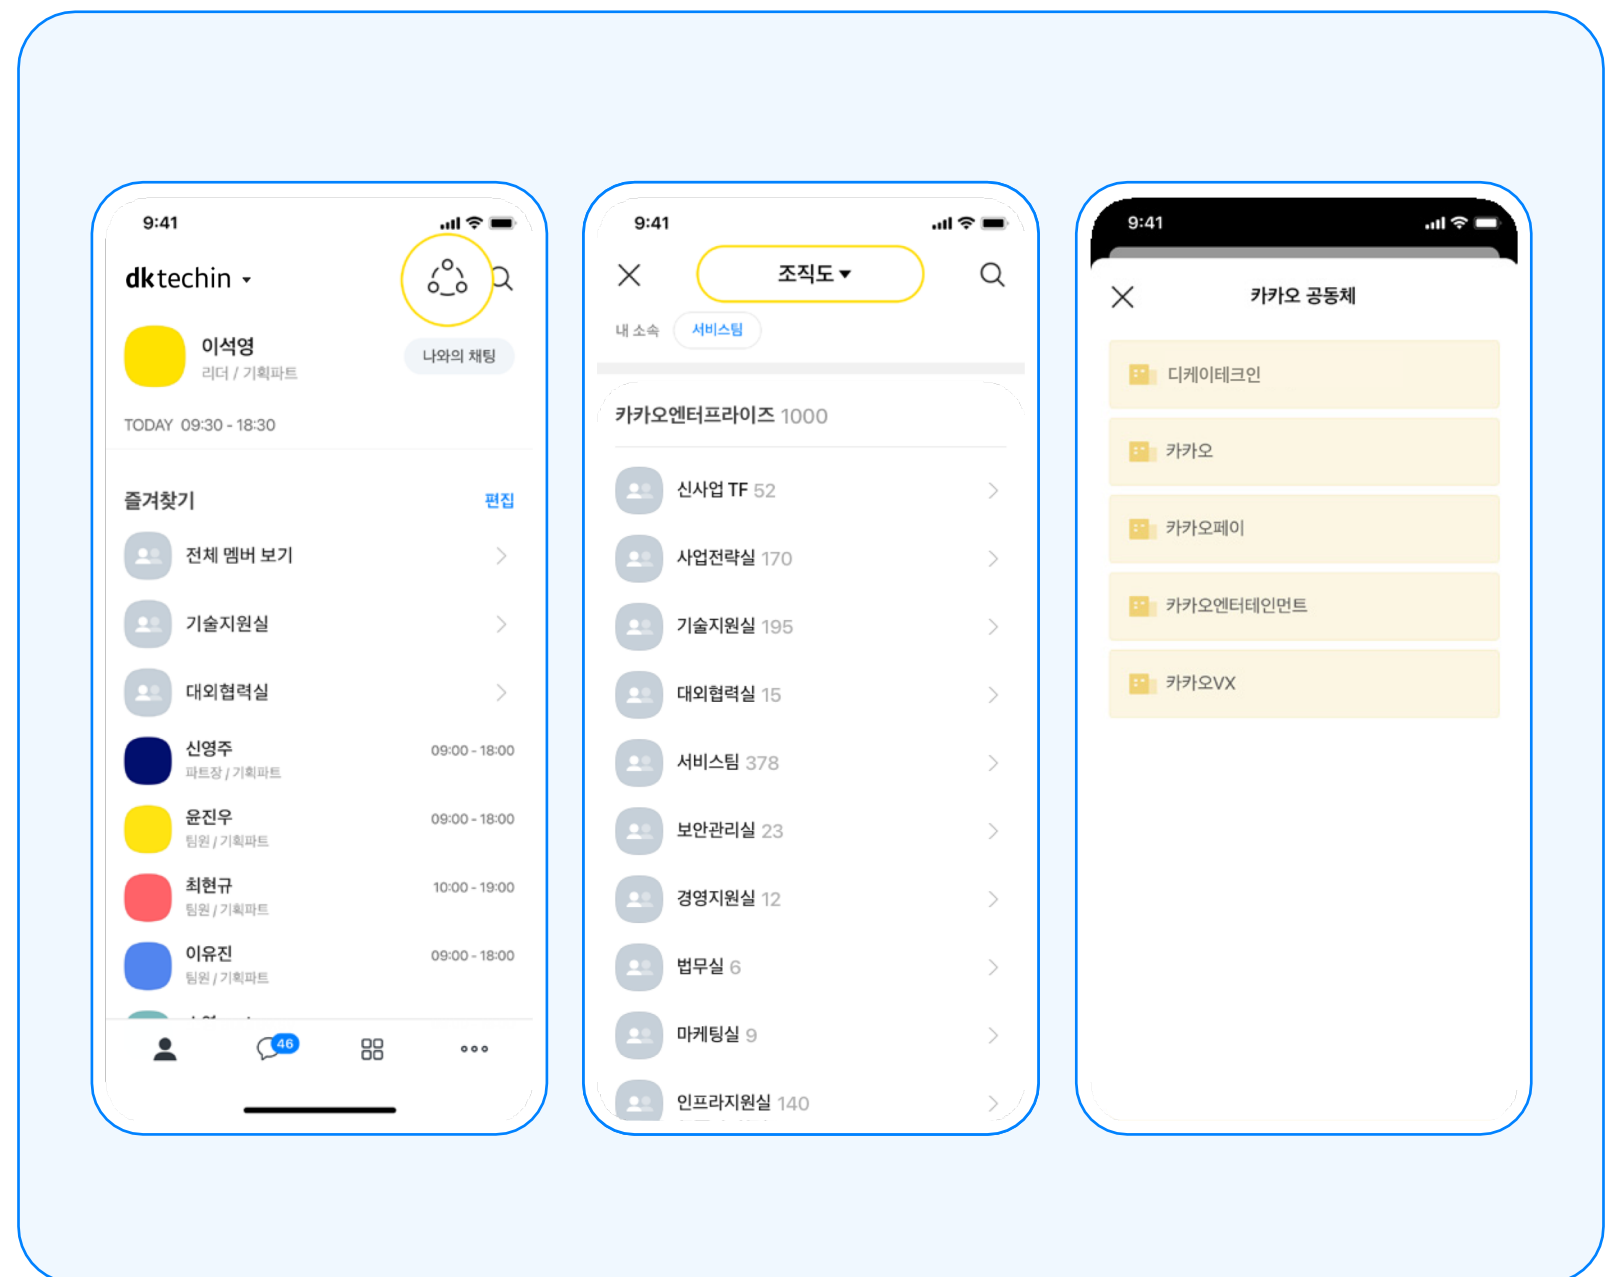 9:41
dktechin
이석영
리더 / 기획파트
나와의 채팅
TODAY 09:30 - 18:30
즐겨찾기 편집
전체 멤버 보기
기술지원실
대외협력실
신영주 09:00 - 18:00
파트장 / 기획파트
윤진우 09:00 - 18:00
팀원 / 기획파트
최현규 10:00 - 19:00
팀원 / 기획파트
이유진 09:00 - 18:00
팀원 / 기획파트
46
9:41
조직도
내 소속 서비스팀
카카오엔터프라이즈 1000
신사업 TF 52
사업전략실 170
기술지원실 195
대외협력실 15
서비스팀 378
보안관리실 23
경영지원실 12
법무실 6
마케팅실 9
인프라지원실 140
9:41
카카오 공동체
디케이테크인
카카오
카카오페이
카카오엔터테인먼트
카카오VX